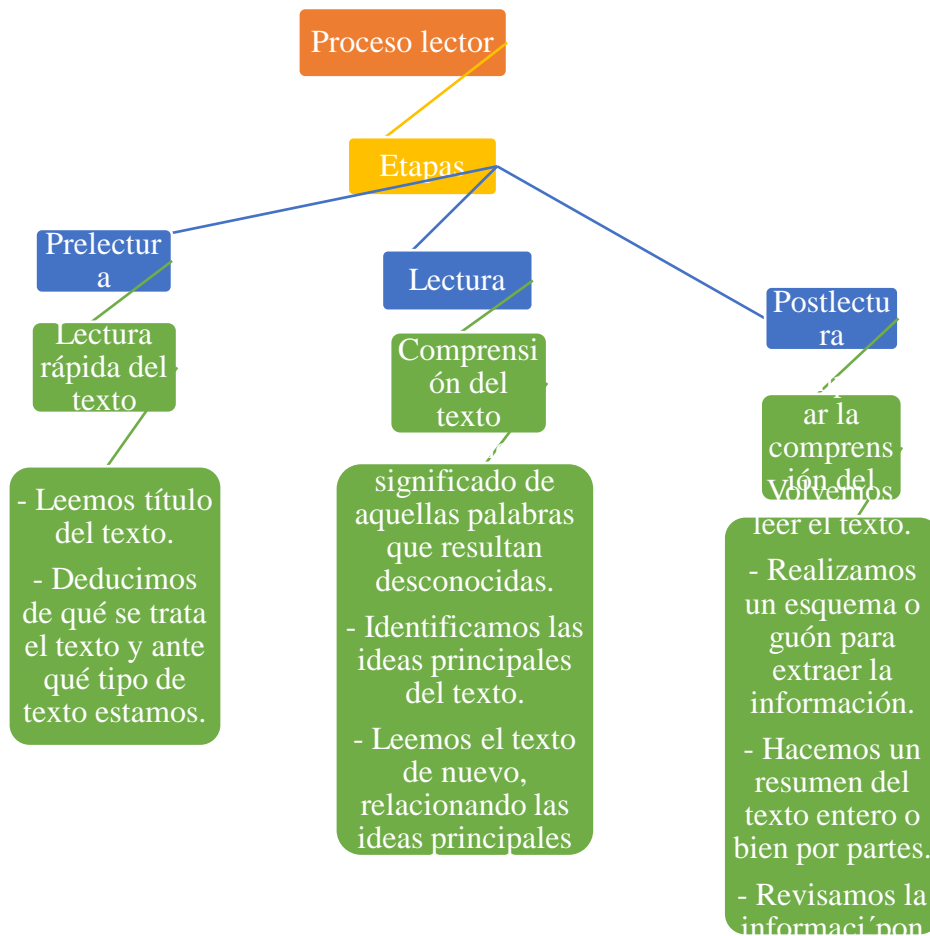 Proceso lector
Etapas
Prelectur
a
Lectura
rápida del
texto
- Leemos título
del texto.
- Deducimos
de qué se trata
el texto y ante
qué tipo de
texto estamos.
Lectura
Comprensi
ón del
texto
significado de
aquellas palabras
que resultan
desconocidas.
- Identificamos las
ideas principales
del texto.
- Leemos el texto
de nuevo,
relacionando las
ideas principales
Postlectu
ra
ar la
comprens
ión del
Volvemos
leer el texto.
- Realizamos
un esquema o
guón para
extraer la
información.
- Hacemos un
resumen del
texto entero o
bien por partes.
- Revisamos la
informaci´pon